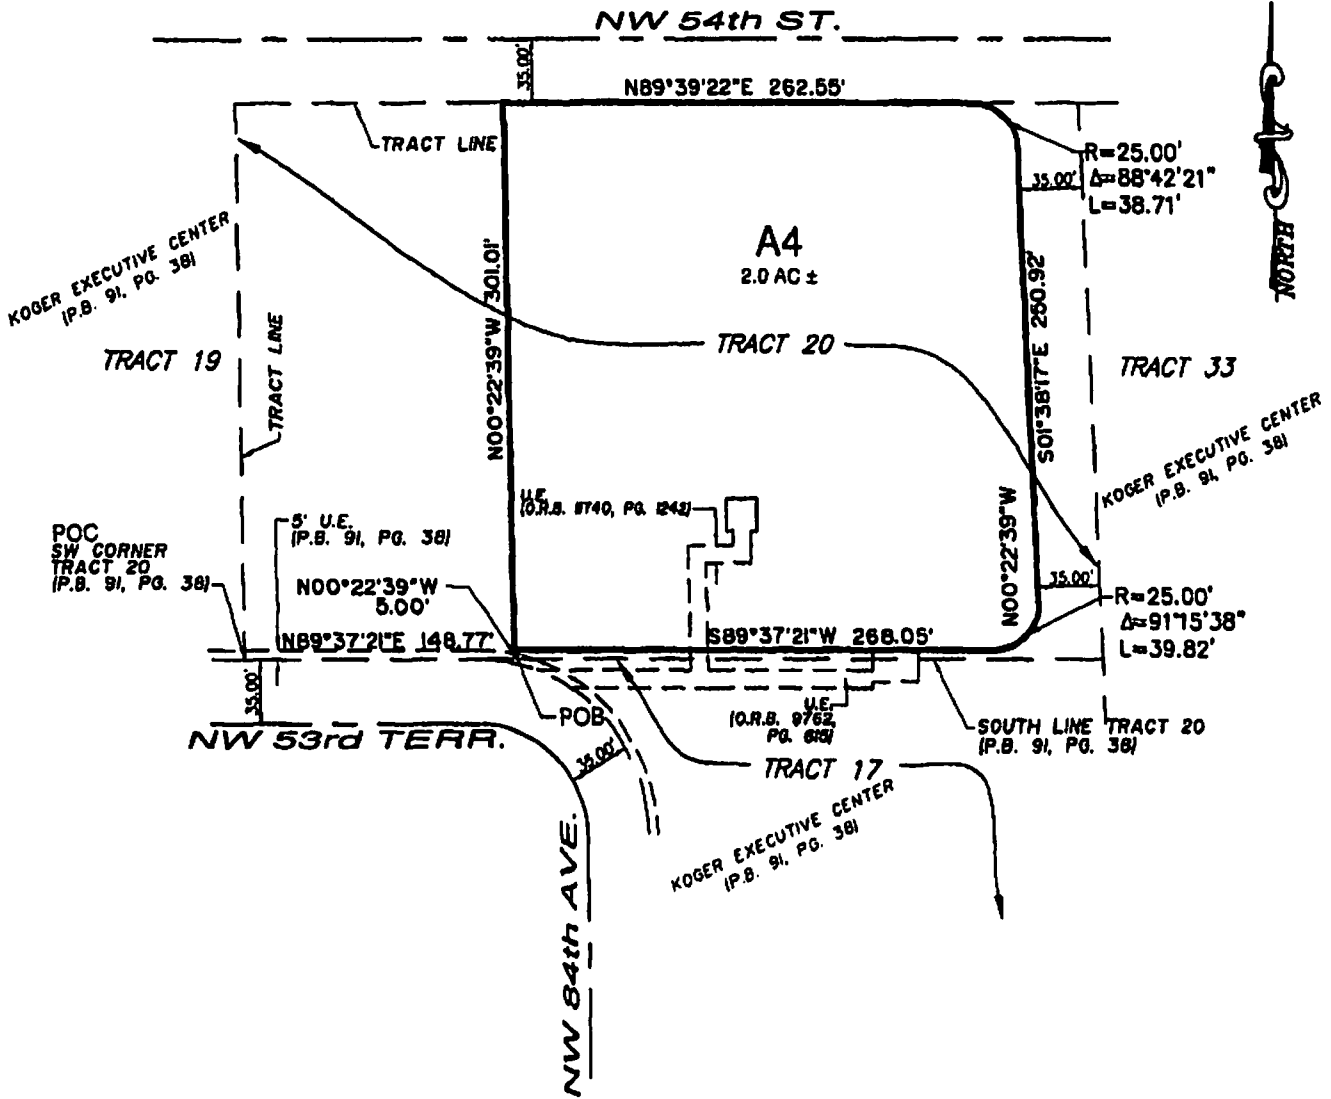 NW 54th ST.
35.00'
N89°39'22"E 262.55'
TRACT LINE
R=25.00'
Δ=88°42'21"
L=38.71'
35.00'
NORTH
A4
2.0 AC ±
KOGER EXECUTIVE CENTER
(P.B. 91, PG. 38)
N00°22'39"W 301.01'
S01°38'17"E 250.92'
TRACT 19
TRACT LINE
TRACT 20
TRACT 33
KOGER EXECUTIVE CENTER
(P.B. 91, PG. 38)
U.E.
(O.R.B. 8740, PG. 1242)
N00°22'39"W
5' U.E.
(P.B. 91, PG. 38)
POC
SW CORNER
TRACT 20
(P.B. 91, PG. 38)
N00°22'39"W
5.00'
35.00'
R=25.00'
Δ=91°15'38"
L=39.82'
N89°37'21"E 148.77'
S89°37'21"W 268.05'
35.00'
POB
U.E.
(O.R.B. 9762,
PG. 615)
SOUTH LINE TRACT 20
(P.B. 91, PG. 38)
NW 53rd TERR.
35.00'
TRACT 17
KOGER EXECUTIVE CENTER
(P.B. 91, PG. 38)
NW 84th AVE.